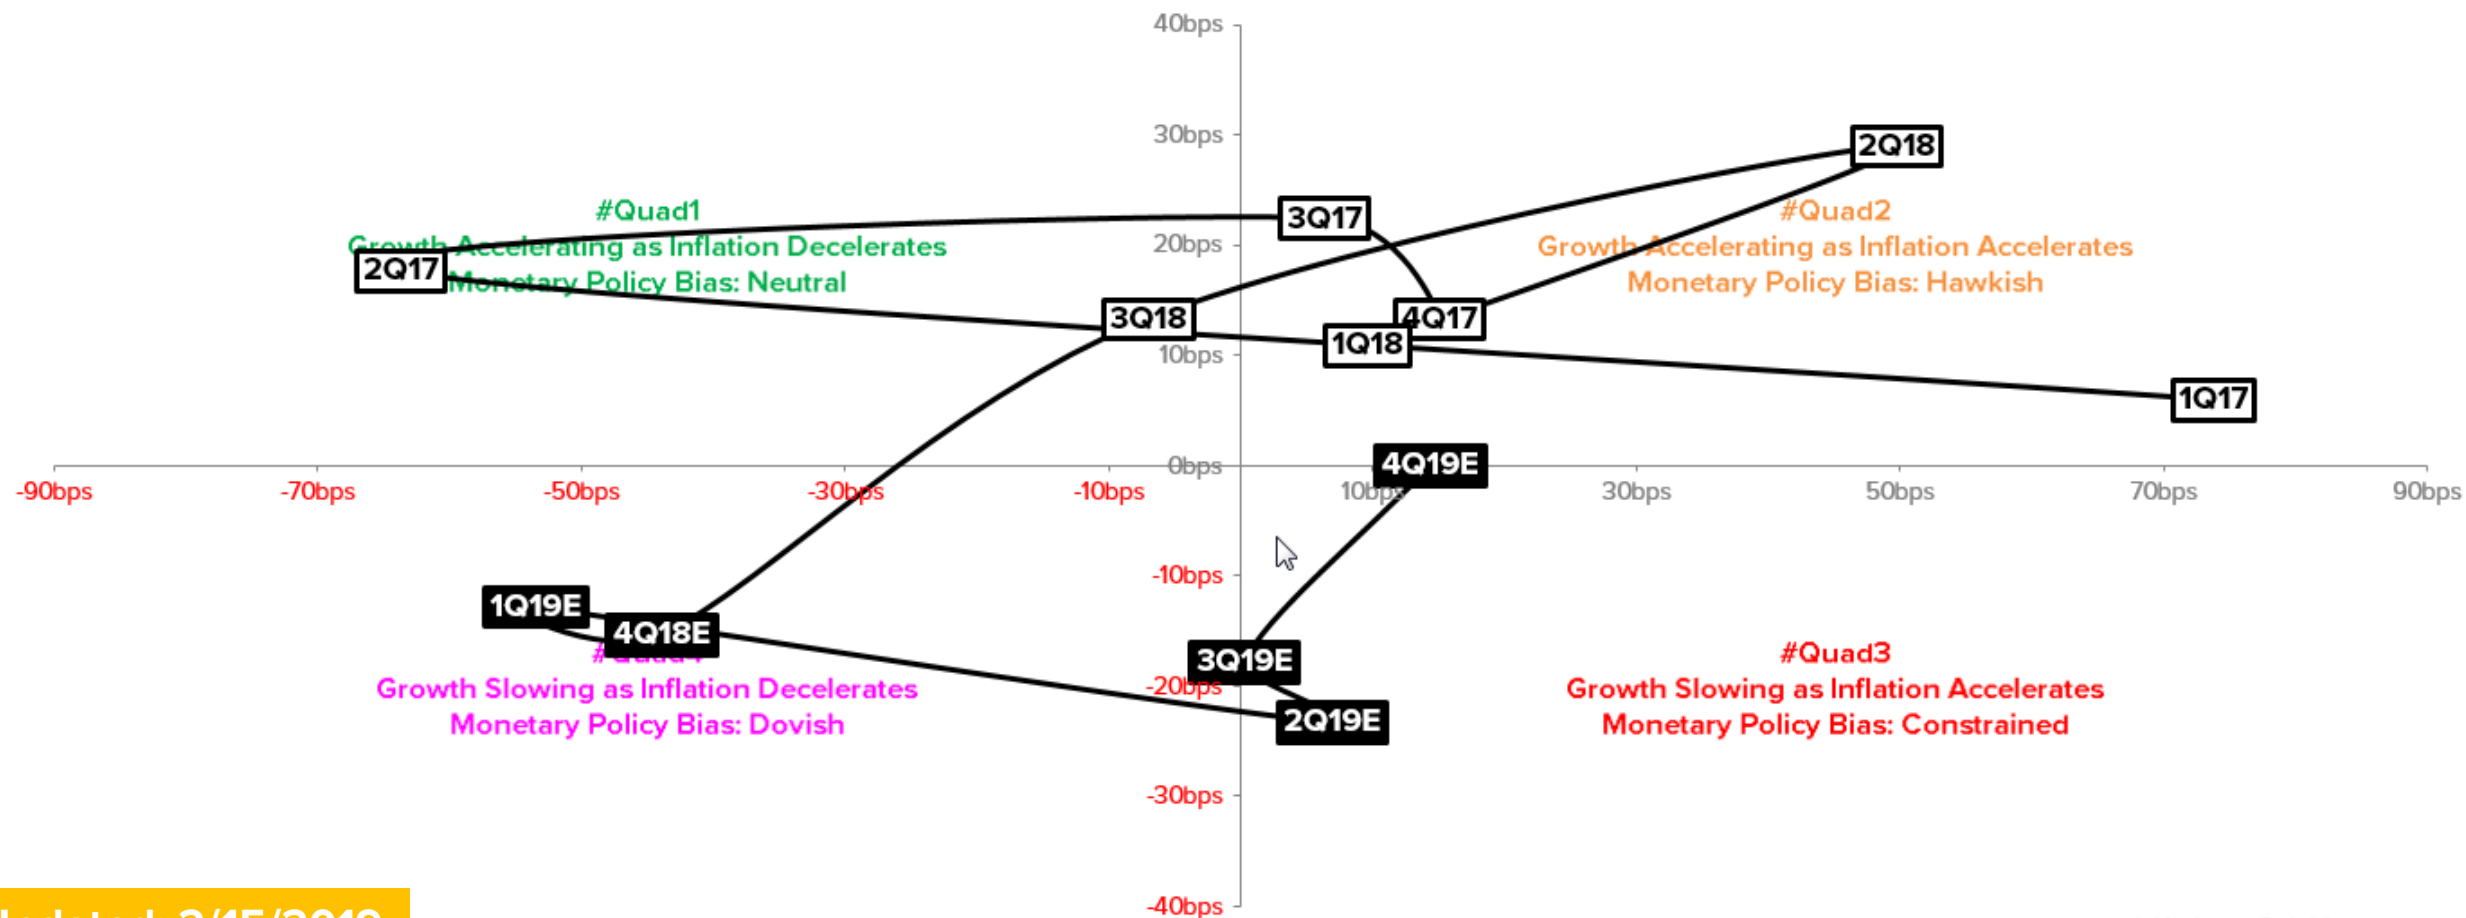 40bps
30bps
2Q18
#Quad1
#Quad2
3Q17
Growth Accelerating as Inflation Decelerates
20bps
Growth Accelerating as Inflation Accelerates
2Q17
Monetary Policy Bias: Neutral
Monetary Policy Bias: Hawkish
3Q18
4Q17
1Q18
10bps
1Q17
0bps
4Q19E
-90bps
-70bps
-50bps
-30bps
-10bps
10bps
30bps
50bps
70bps
90bps
-10bps
1Q19E
4Q18E
#Quad4
#Quad3
3Q19E
-20bps
Growth Slowing as Inflation Decelerates
Growth Slowing as Inflation Accelerates
2Q19E
Monetary Policy Bias: Dovish
Monetary Policy Bias: Constrained
-30bps
-40bps